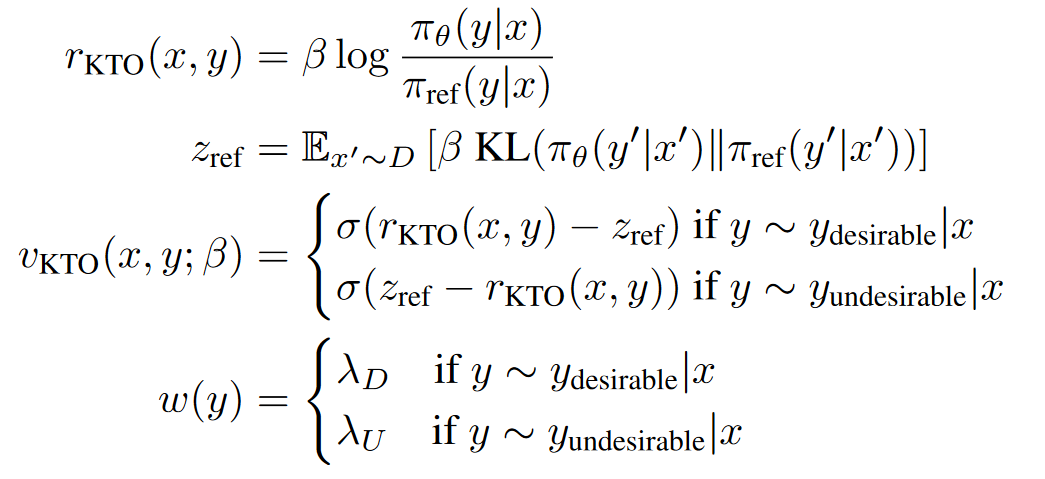 r_KTO(x, y) = β log π_θ(y|x) / π_ref(y|x)
z_ref = 𝔼_{x′∼D} [β KL(π_θ(y′|x′)‖π_ref(y′|x′))]
v_KTO(x, y; β) = { σ(r_KTO(x, y) − z_ref) if y ∼ y_desirable|x
σ(z_ref − r_KTO(x, y)) if y ∼ y_undesirable|x
w(y) = { λ_D if y ∼ y_desirable|x
λ_U if y ∼ y_undesirable|x